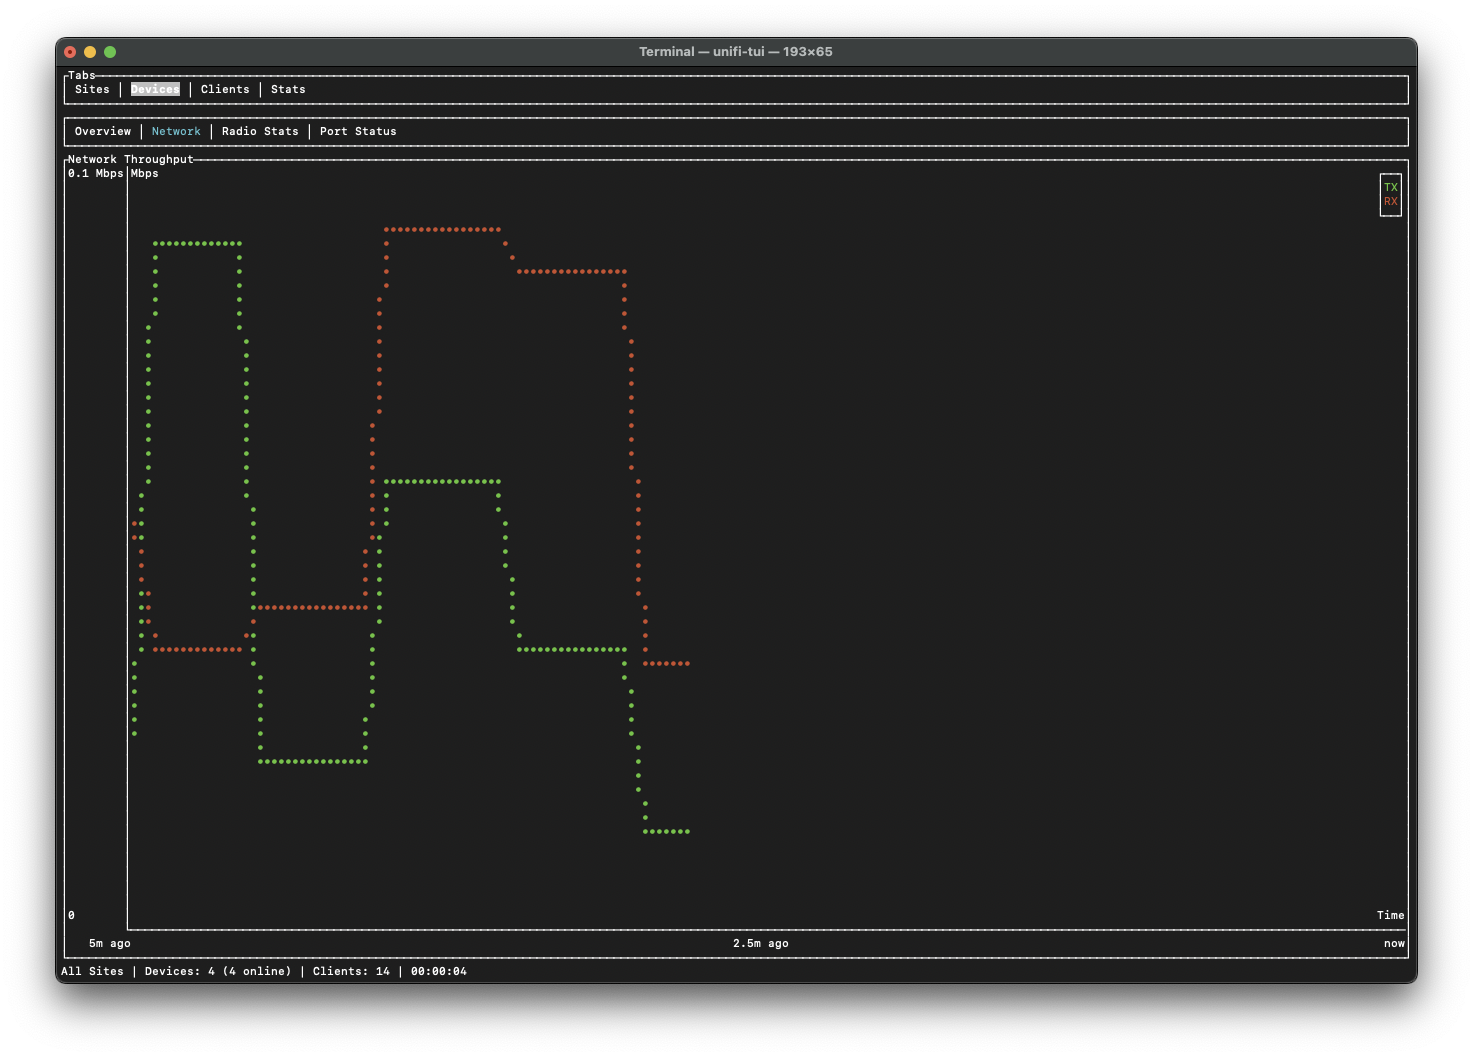 Terminal — unifi-tui — 193×65
Tabs
Sites │ Devices │ Clients │ Stats
Overview │ Network │ Radio Stats │ Port Status
Network Throughput
0.1 Mbps
Mbps
TX
RX
0
Time
5m ago
2.5m ago
now
All Sites | Devices: 4 (4 online) | Clients: 14 | 00:00:04